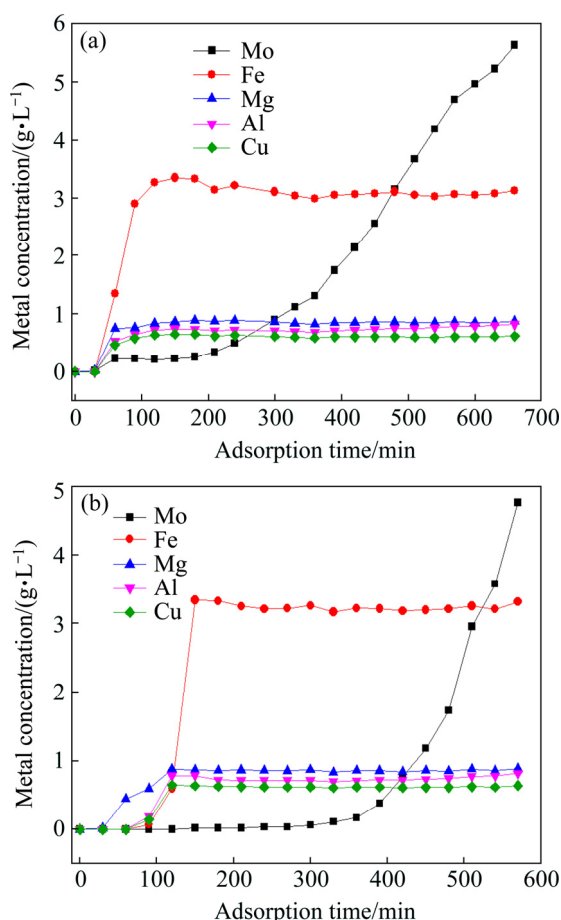 (a)
Mo
Fe
Mg
Al
Cu
6
5
4
3
2
1
0
Metal concentration/(g•L⁻¹)
0 100 200 300 400 500 600 700
Adsorption time/min
(b)
Mo
Fe
Mg
Al
Cu
5
4
3
2
1
0
Metal concentration/(g•L⁻¹)
0 100 200 300 400 500 600
Adsorption time/min